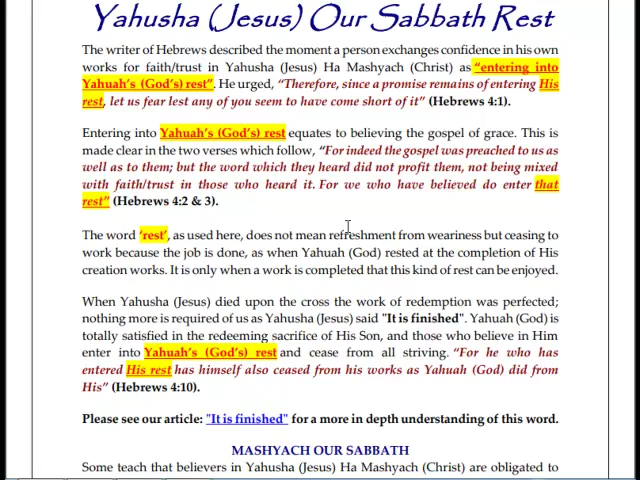 Yahusha (Jesus) Our Sabbath Rest
The writer of Hebrews described the moment a person exchanges confidence in his own
works for faith/trust in Yahusha (Jesus) Ha Mashyach (Christ) as “entering into
Yahuah’s (God’s) rest”. He urged, “Therefore, since a promise remains of entering His
rest, let us fear lest any of you seem to have come short of it” (Hebrews 4:1).
Entering into Yahuah’s (God’s) rest equates to believing the gospel of grace. This is
made clear in the two verses which follow, “For indeed the gospel was preached to us as
well as to them; but the word which they heard did not profit them, not being mixed
with faith/trust in those who heard it. For we who have believed do enter that
rest” (Hebrews 4:2 & 3).
The word ‘rest’, as used here, does not mean refreshment from weariness but ceasing to
work because the job is done, as when Yahuah (God) rested at the completion of His
creation works. It is only when a work is completed that this kind of rest can be enjoyed.
When Yahusha (Jesus) died upon the cross the work of redemption was perfected;
nothing more is required of us as Yahusha (Jesus) said "It is finished". Yahuah (God) is
totally satisfied in the redeeming sacrifice of His Son, and those who believe in Him
enter into Yahuah’s (God’s) rest and cease from all striving. “For he who has
entered His rest has himself also ceased from his works as Yahuah (God) did from
His” (Hebrews 4:10).
Please see our article: "It is finished" for a more in depth understanding of this word.
MASHYACH OUR SABBATH
Some teach that believers in Yahusha (Jesus) Ha Mashyach (Christ) are obligated to